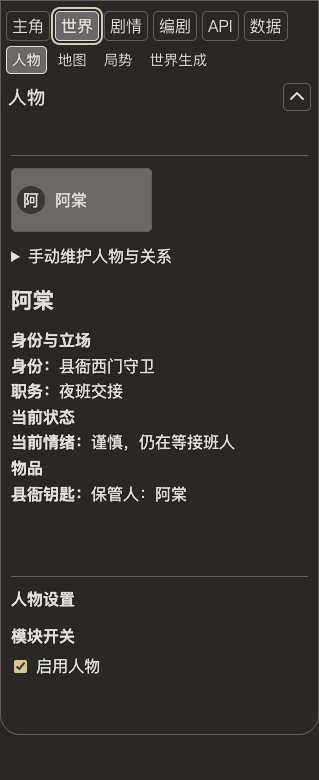 主角 世界 剧情 编剧 API 数据
人物 地图 局势 世界生成
人物
阿 阿棠
手动维护人物与关系
阿棠
身份与立场
身份：县衙西门守卫
职务：夜班交接
当前状态
当前情绪：谨慎，仍在等接班人
物品
县衙钥匙：保管人：阿棠
人物设置
模块开关
启用人物